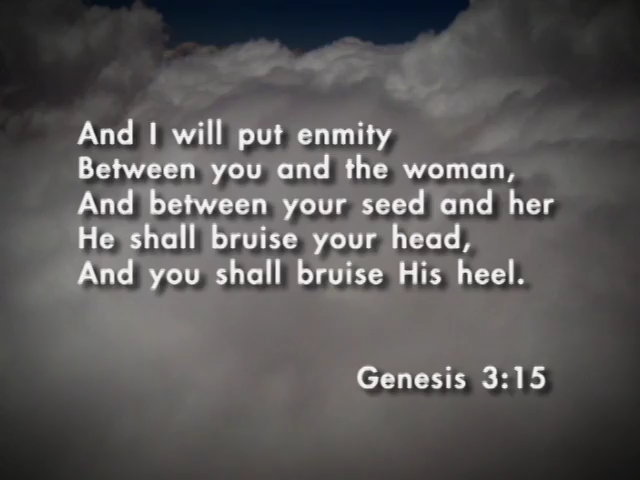 And I will put enmity
Between you and the woman,
And between your seed and her
He shall bruise your head,
And you shall bruise His heel.
Genesis 3:15